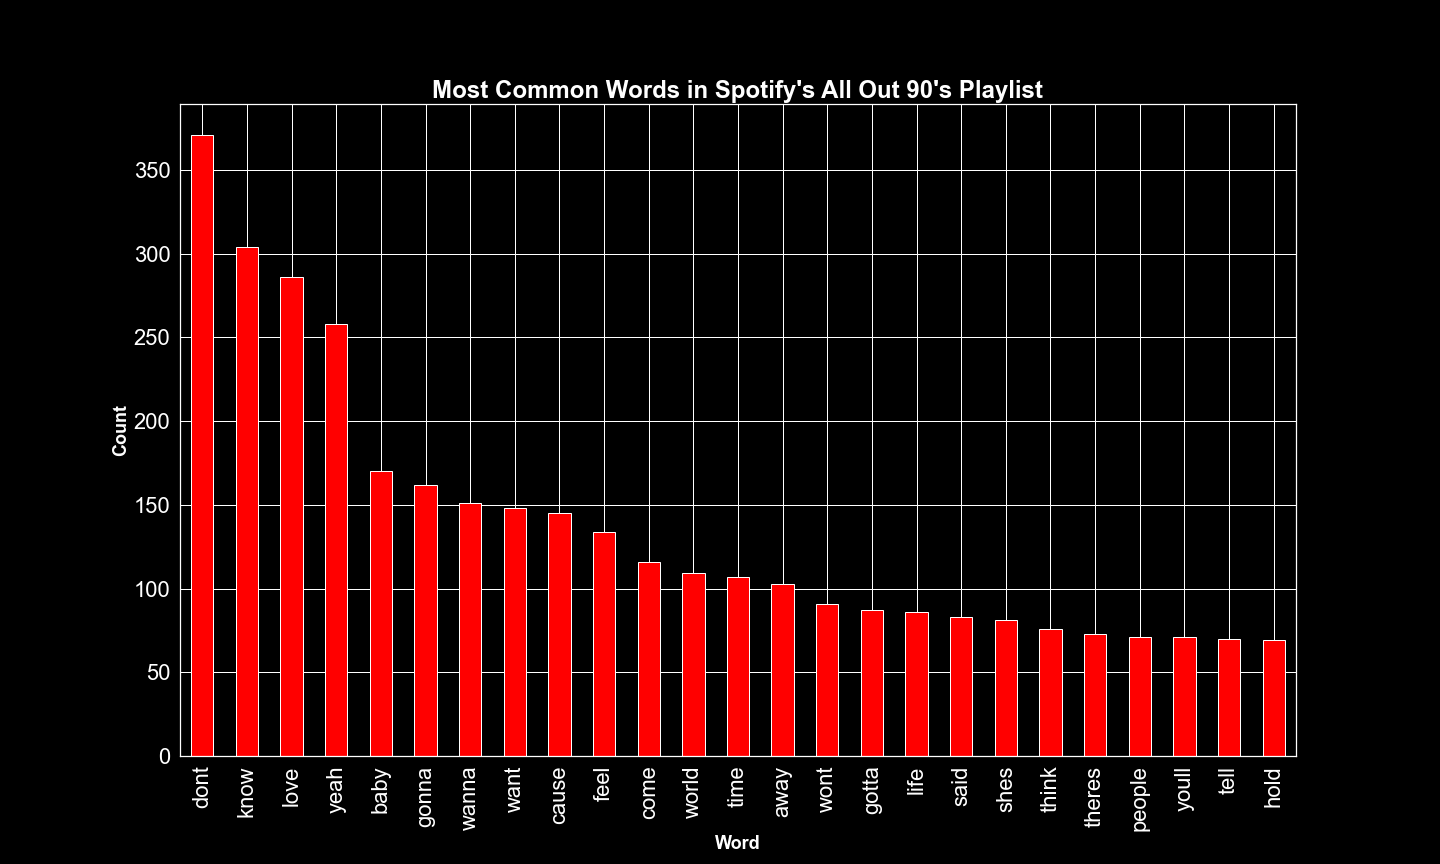 Most Common Words in Spotify's All Out 90's Playlist
350
300
250
200
150
100
50
0
Count
dont
know
love
yeah
baby
gonna
wanna
want
cause
feel
come
world
time
away
wont
gotta
life
said
shes
think
theres
people
youll
tell
hold
Word